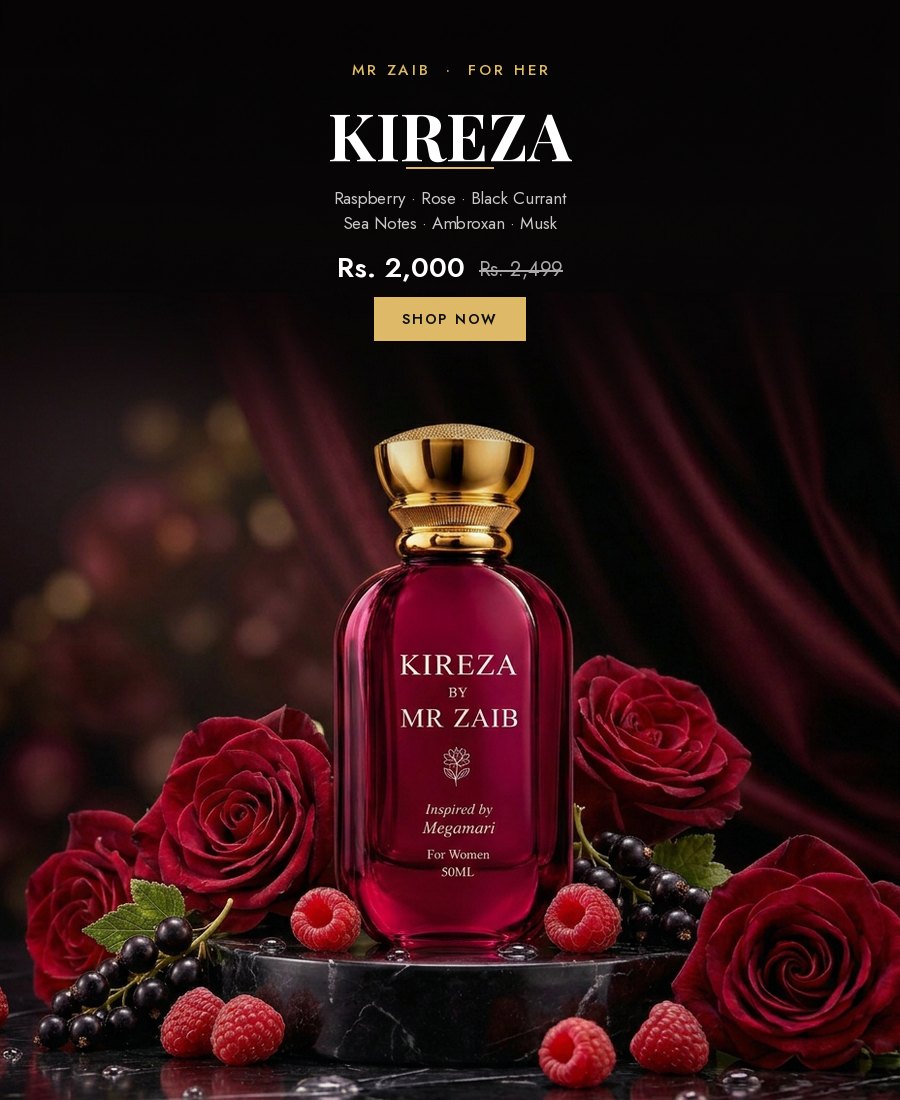 MR ZAIB · FOR HER
KIREZA
Raspberry · Rose · Black Currant
Sea Notes · Ambroxan · Musk
Rs. 2,000 Rs. 2,499
SHOP NOW
KIREZA
BY
MR ZAIB
Inspired by
Megamari
For Women
50ML